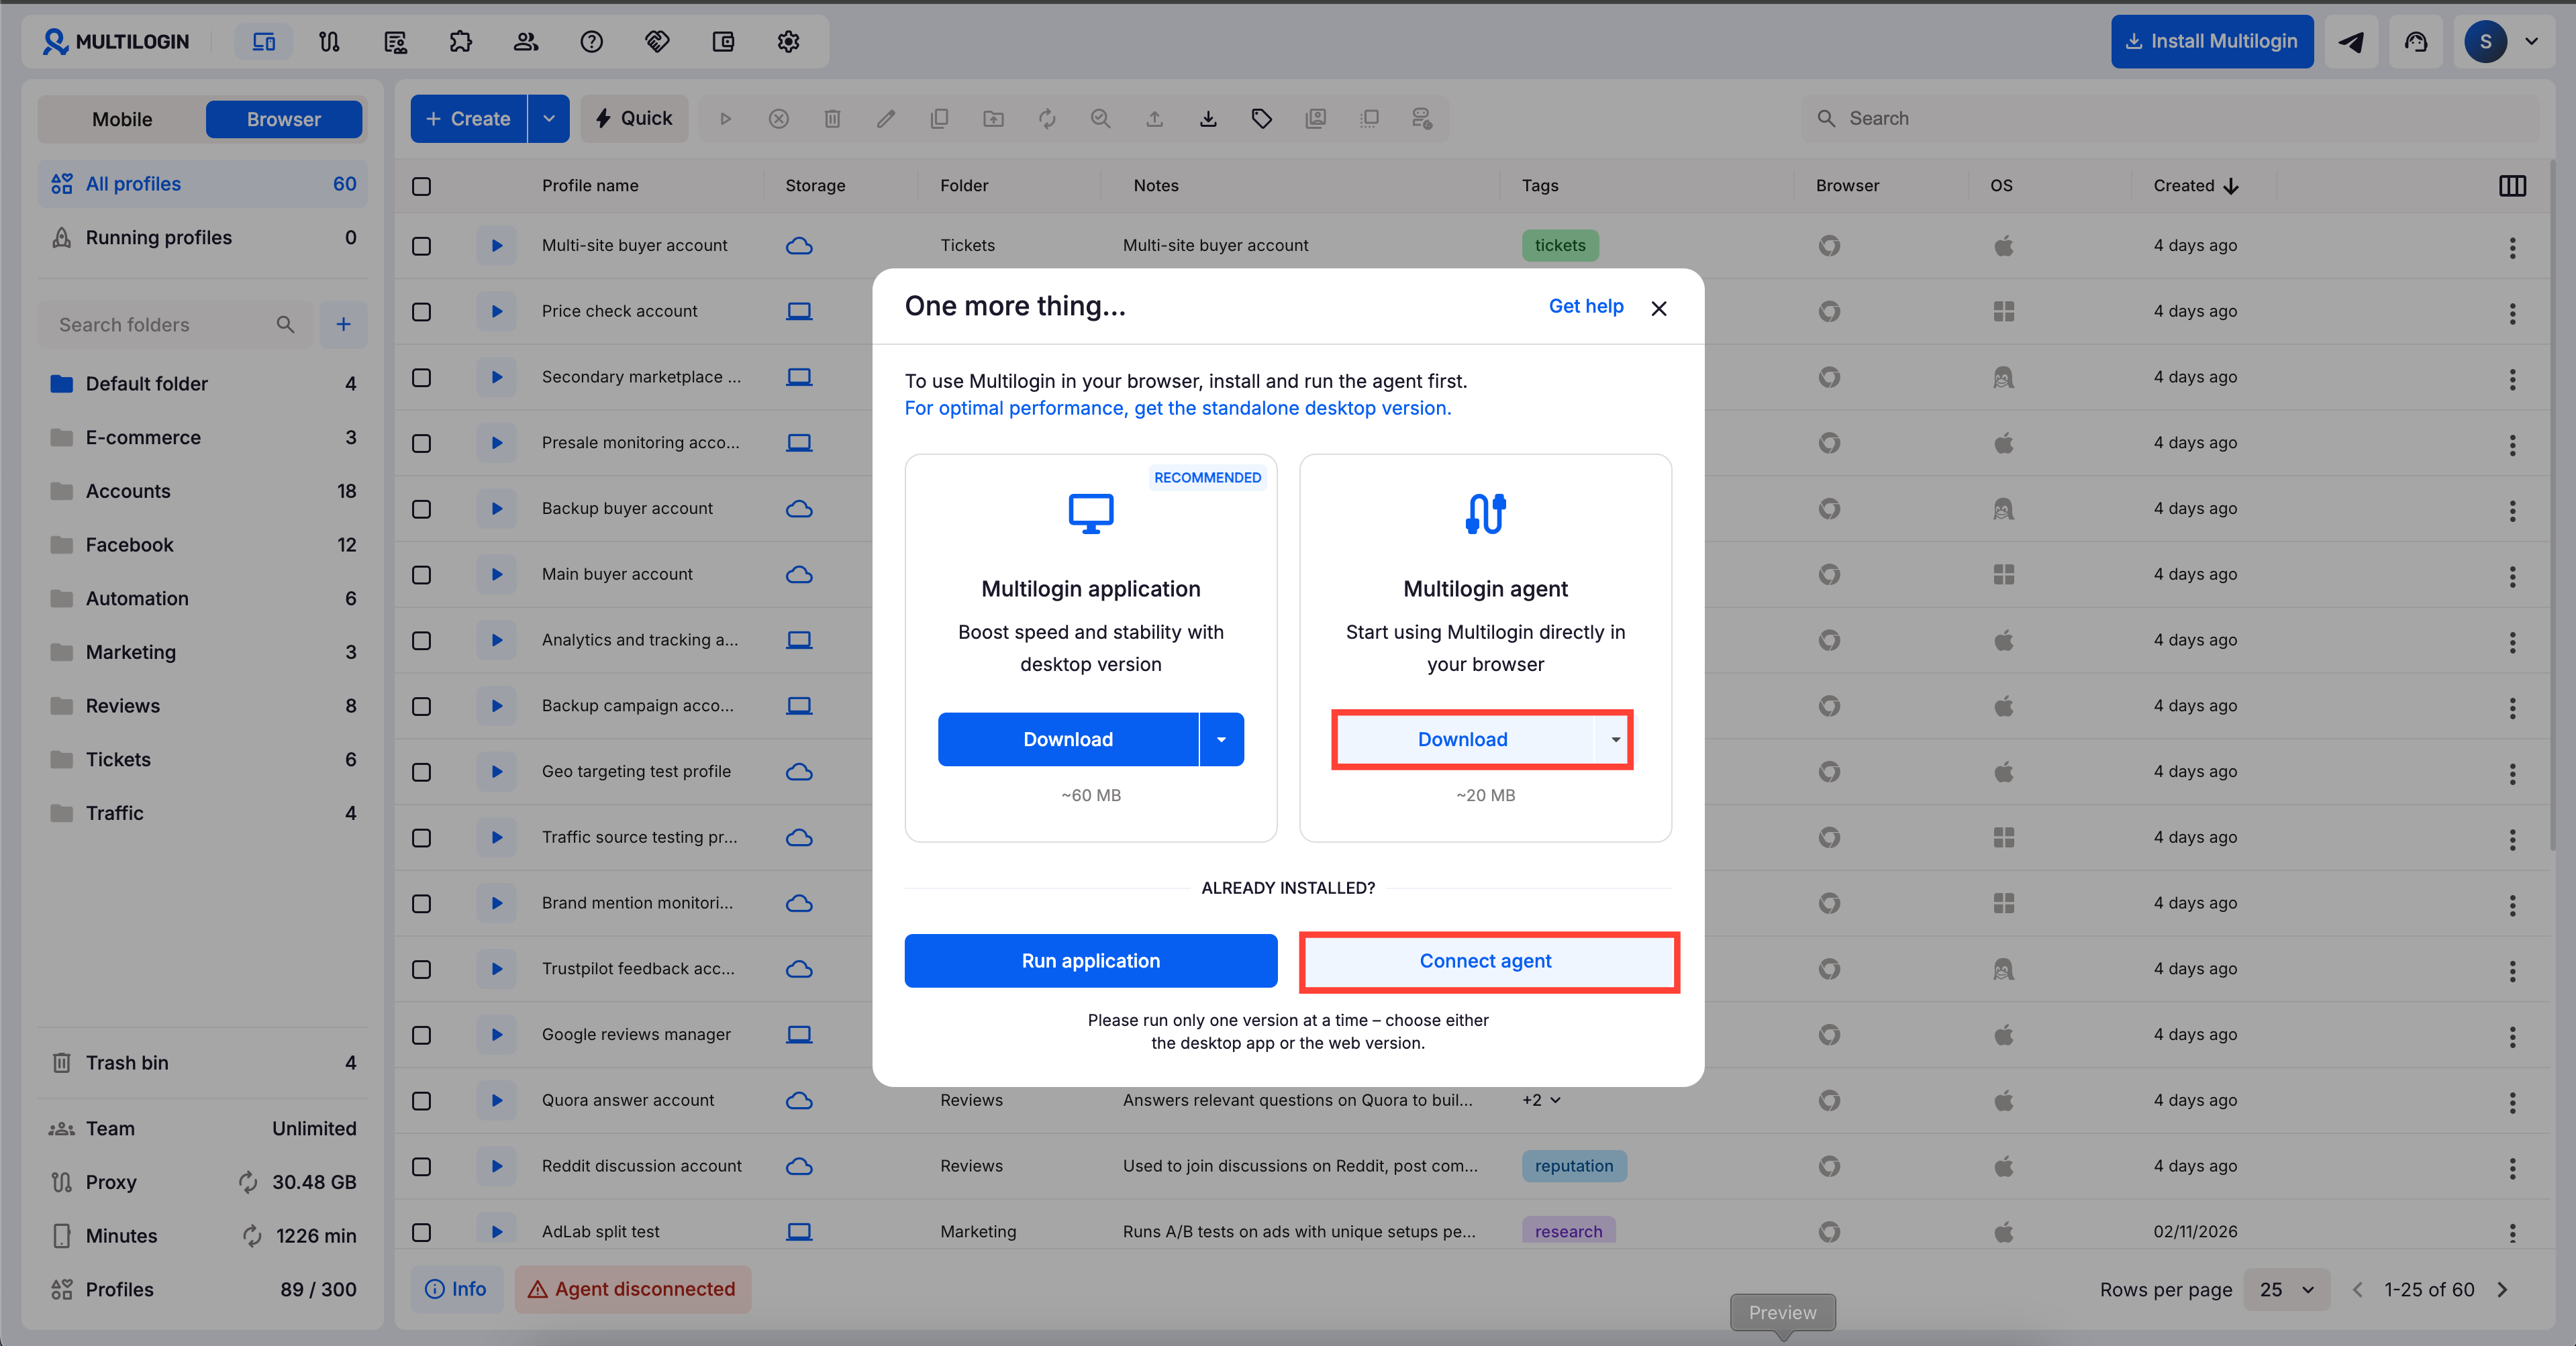 MULTILOGIN
Install Multilogin
S
Mobile
Browser
Create
Quick
Search
All profiles 60
Running profiles 0
Search folders
Default folder 4
E-commerce 3
Accounts 18
Facebook 12
Automation 6
Marketing 3
Reviews 8
Tickets 6
Traffic 4
Trash bin 4
Team Unlimited
Proxy 30.48 GB
Minutes 1226 min
Profiles 89 / 300
Profile name Storage Folder Notes Tags Browser OS Created
Multi-site buyer account Tickets Multi-site buyer account tickets 4 days ago
Price check account 4 days ago
Secondary marketplace ... 4 days ago
Presale monitoring acco... 4 days ago
Backup buyer account 4 days ago
Main buyer account 4 days ago
Analytics and tracking a... 4 days ago
Backup campaign acco... 4 days ago
Geo targeting test profile 4 days ago
Traffic source testing pr... 4 days ago
Brand mention monitori... 4 days ago
Trustpilot feedback acc... 4 days ago
Google reviews manager 4 days ago
Quora answer account Reviews Answers relevant questions on Quora to buil... +2 4 days ago
Reddit discussion account Reviews Used to join discussions on Reddit, post com... reputation 4 days ago
AdLab split test Marketing Runs A/B tests on ads with unique setups pe... research 02/11/2026
Info
Agent disconnected
Rows per page 25 1-25 of 60
Preview
One more thing...
Get help
To use Multilogin in your browser, install and run the agent first.
For optimal performance, get the standalone desktop version.
RECOMMENDED
Multilogin application
Boost speed and stability with
desktop version
Download
~60 MB
Multilogin agent
Start using Multilogin directly in
your browser
Download
~20 MB
ALREADY INSTALLED?
Run application
Connect agent
Please run only one version at a time – choose either
the desktop app or the web version.